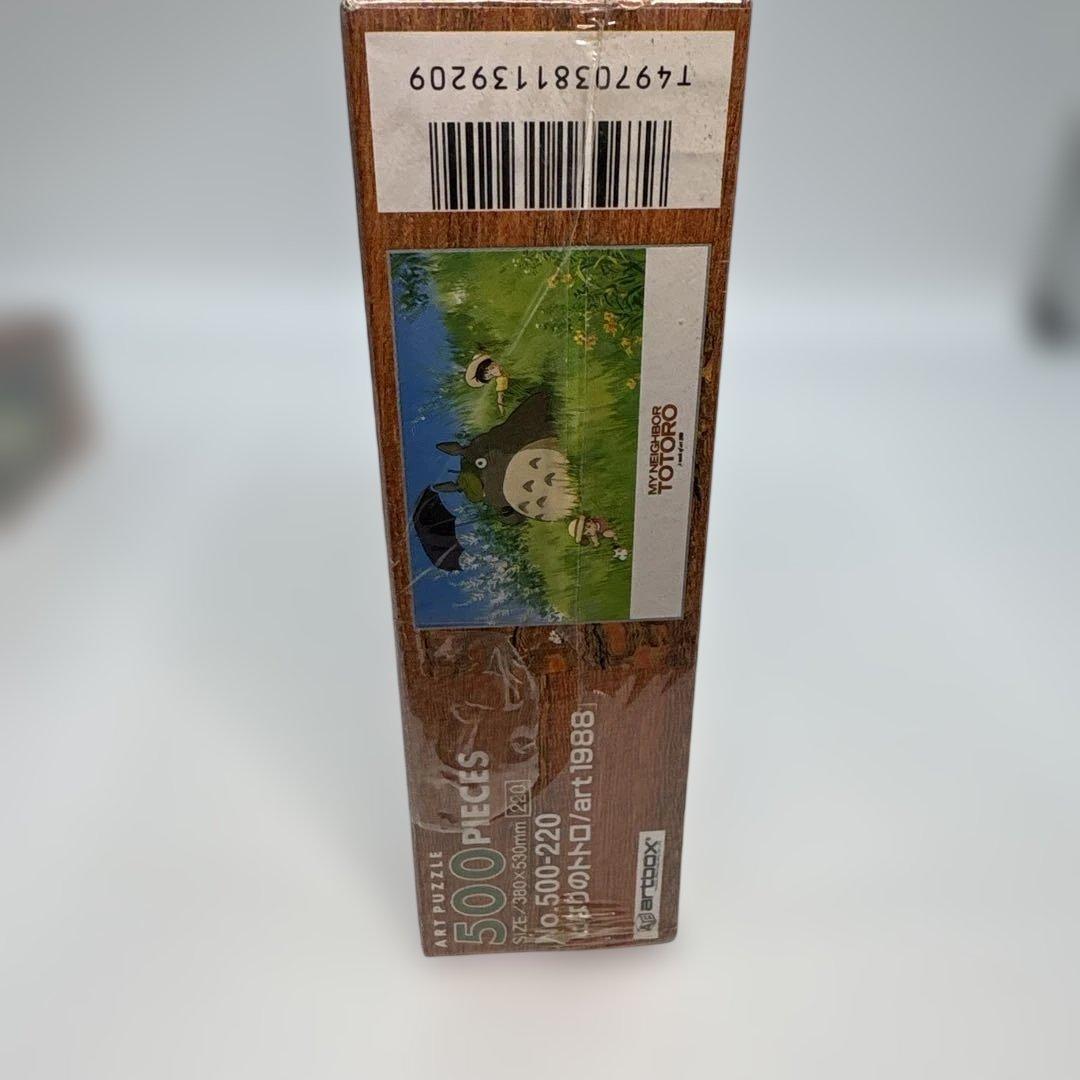 T4970381139209
MY NEIGHBOR
TOTORO
ART PUZZLE
500PIECES
SIZE/380×530mm 220
No.500-220
となりのトトロ/art1988」
artbox